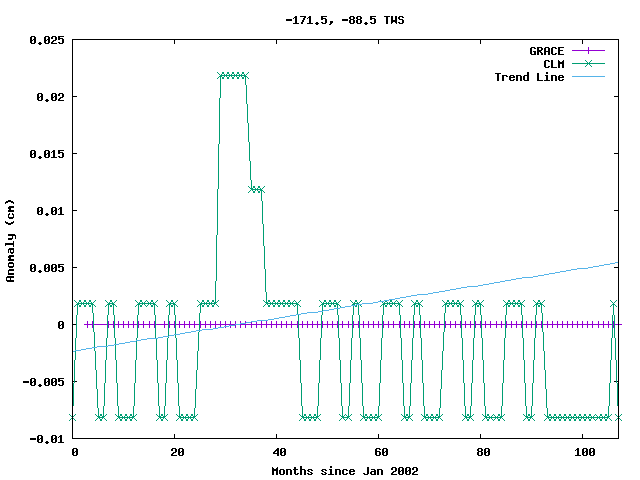 -171.5, -88.5 TWS
0.025
GRACE
CLM
Trend Line
0.02
0.015
0.01
0.005
0
-0.005
-0.01
Anomaly (cm)
0 20 40 60 80 100
Months since Jan 2002